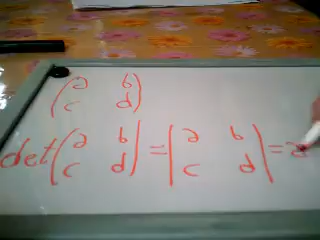 (a b
c d)
det(a b
c d) = |a b
c d| = a